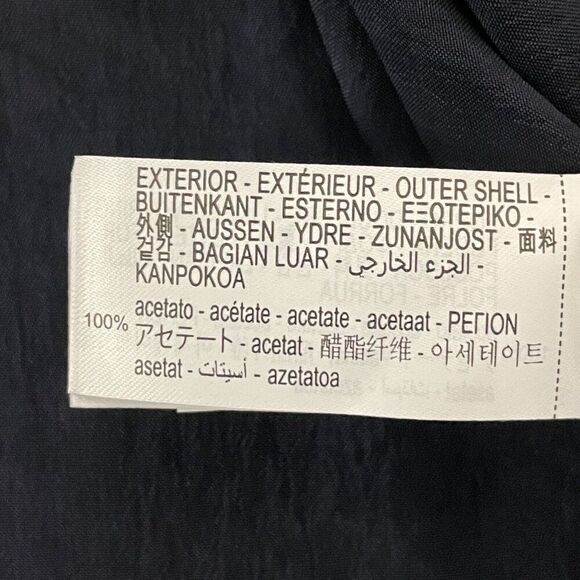 EXTERIOR - EXTÉRIEUR - OUTER SHELL -
BUITENKANT - ESTERNO - ΕΞΩΤΕΡΙΚΟ -
外側 - AUSSEN - YDRE - ZUNANJOST - 面料
겉감 - BAGIAN LUAR - الجزء الخارجي -
KANPOKOA
acetato - acétate - acetate - acetaat - ΡΕΓΙΟΝ
100%
アセテート - acetat - 醋酯纤维 - 아세테이트
asetat - أسيتات - azetatoa